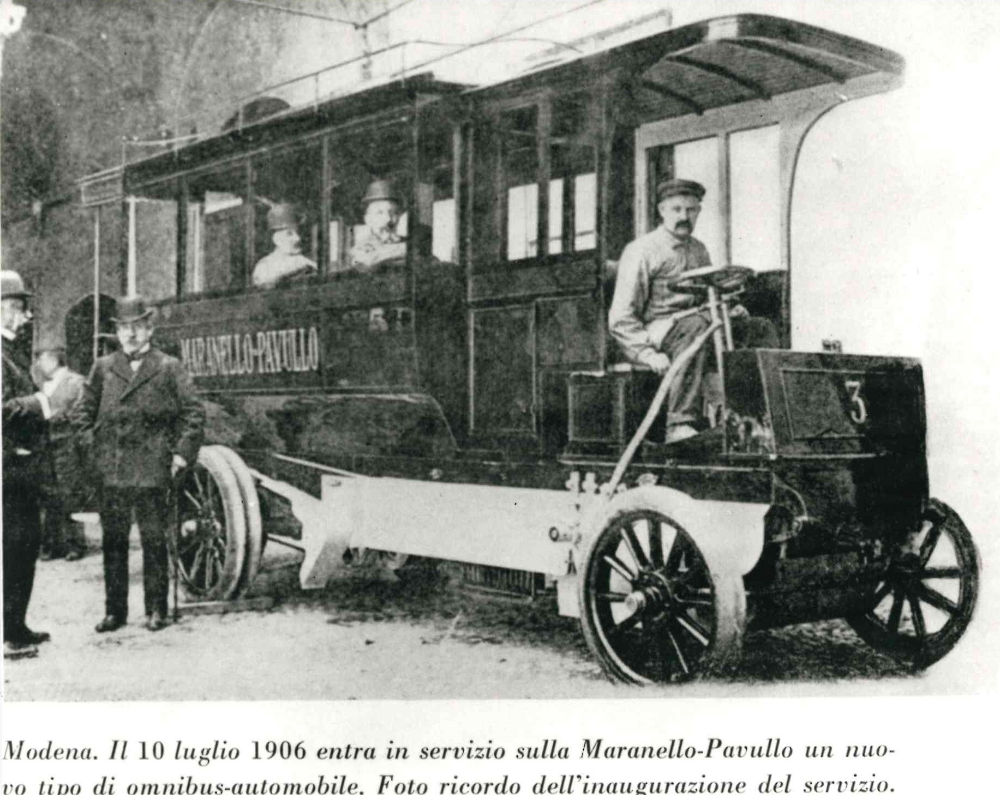 MARANELLO-PAVULLO
3
Modena. Il 10 luglio 1906 entra in servizio sulla Maranello-Pavullo un nuo-
vo tipo di omnibus-automobile. Foto ricordo dell'inaugurazione del servizio.